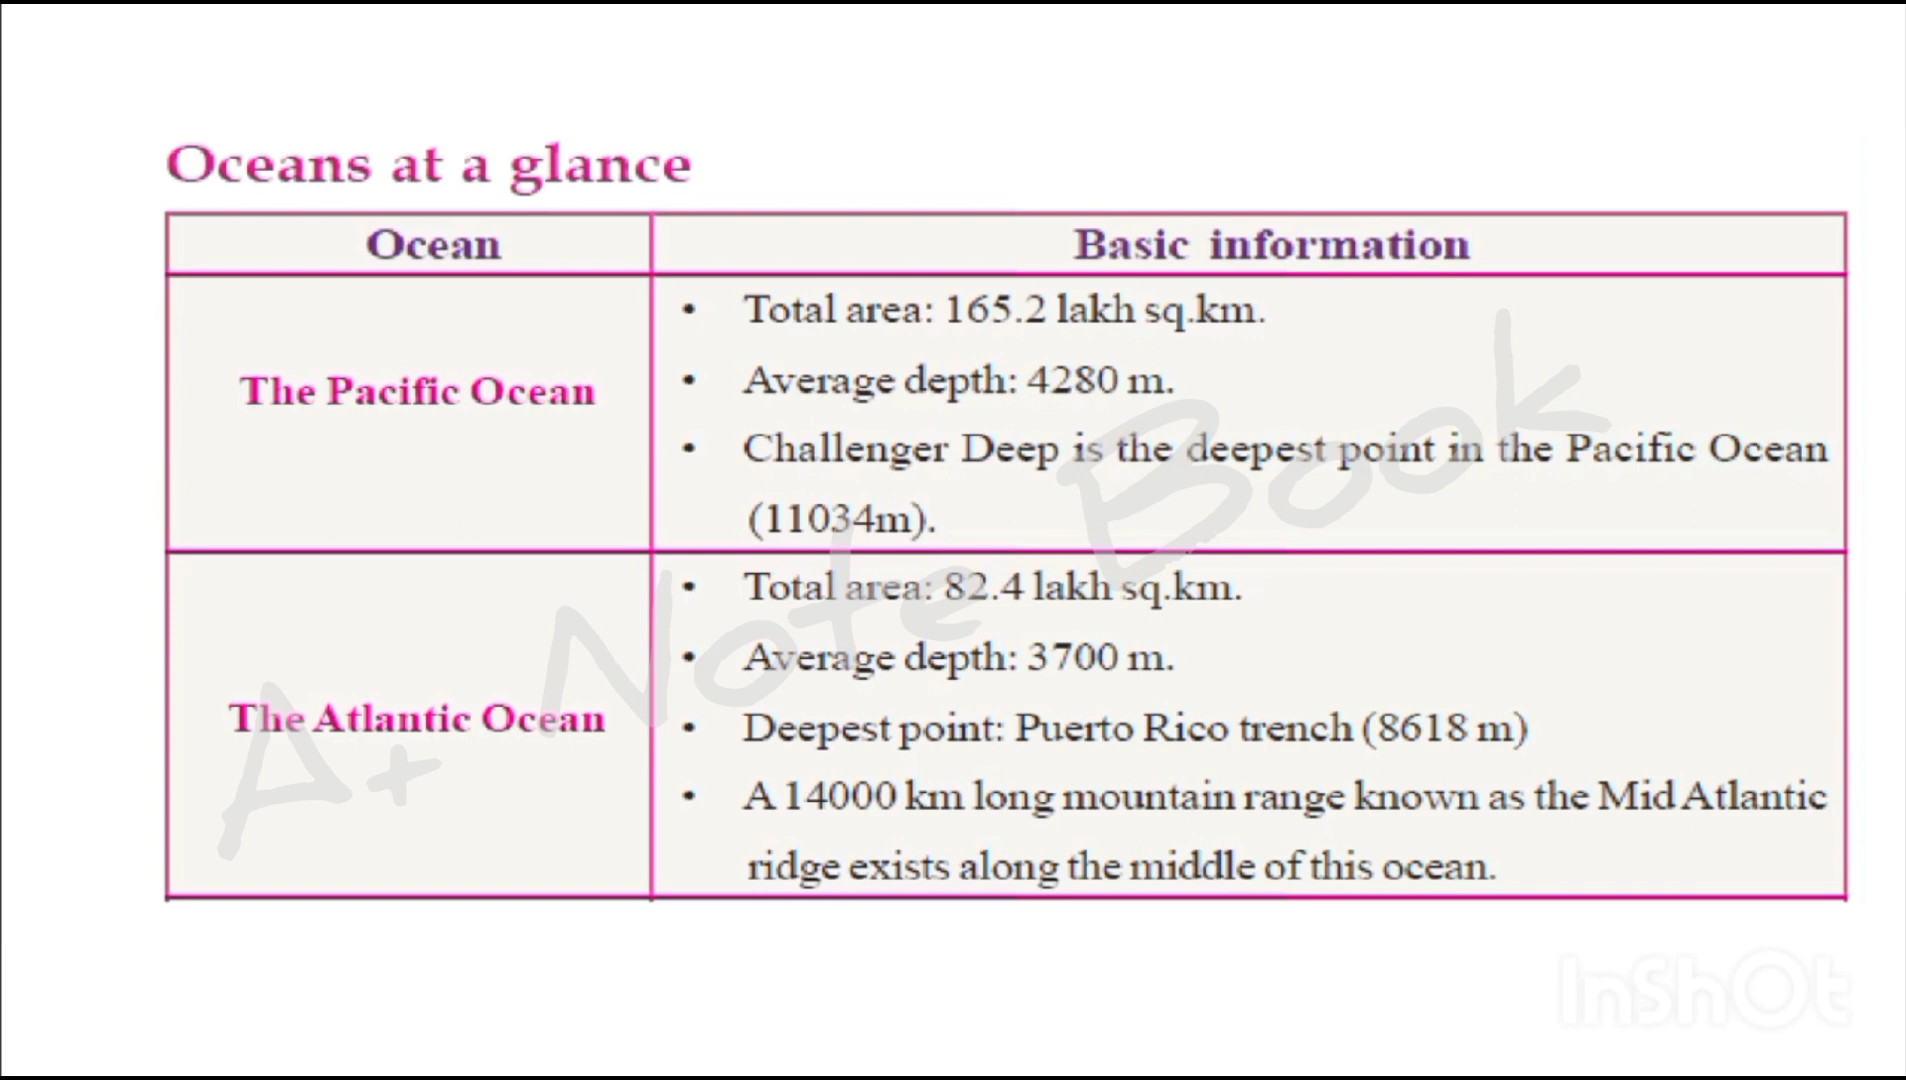 Oceans at a glance
Ocean
Basic information
The Pacific Ocean
• Total area: 165.2 lakh sq.km.
• Average depth: 4280 m.
• Challenger Deep is the deepest point in the Pacific Ocean
(11034m).
The Atlantic Ocean
• Total area: 82.4 lakh sq.km.
• Average depth: 3700 m.
• Deepest point: Puerto Rico trench (8618 m)
• A 14000 km long mountain range known as the Mid Atlantic
ridge exists along the middle of this ocean.
A+ Note Book
InShOt